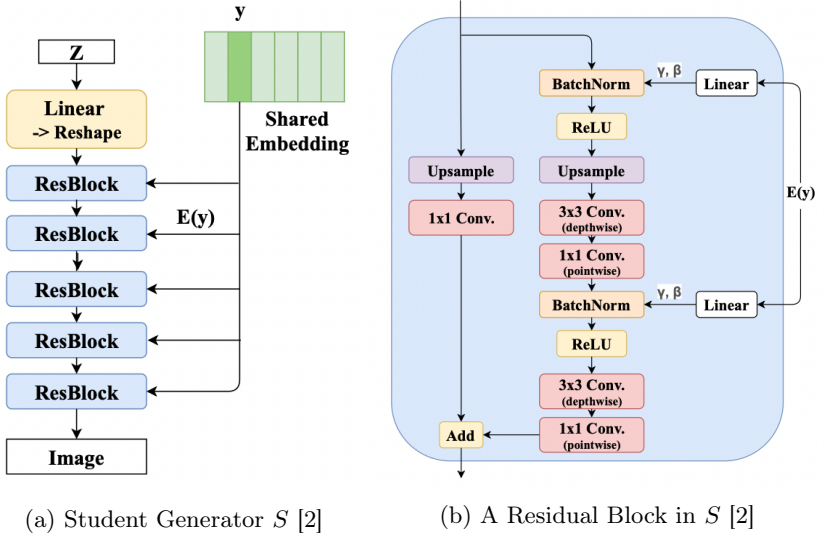 y
Z
Shared
Embedding
Linear
-> Reshape
ResBlock
E(y)
ResBlock
ResBlock
ResBlock
ResBlock
Image
(a) Student Generator S [2]
BatchNorm
γ, β
Linear
ReLU
Upsample
Upsample
1x1 Conv.
3x3 Conv.
(depthwise)
E(y)
1x1 Conv.
(pointwise)
BatchNorm
γ, β
Linear
ReLU
3x3 Conv.
(depthwise)
Add
1x1 Conv.
(pointwise)
(b) A Residual Block in S [2]